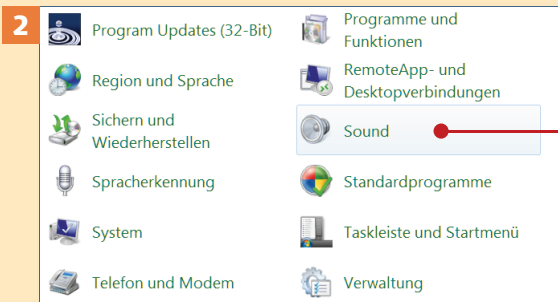 2
Program Updates (32-Bit)
Programme und
Funktionen
Region und Sprache
RemoteApp- und
Desktopverbindungen
Sichern und
Wiederherstellen
Sound
Spracherkennung
Standardprogramme
System
Taskleiste und Startmenü
Telefon und Modem
Verwaltung